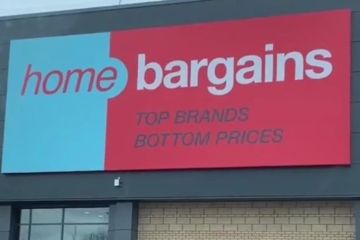 home bargains
TOP BRANDS
BOTTOM PRICES